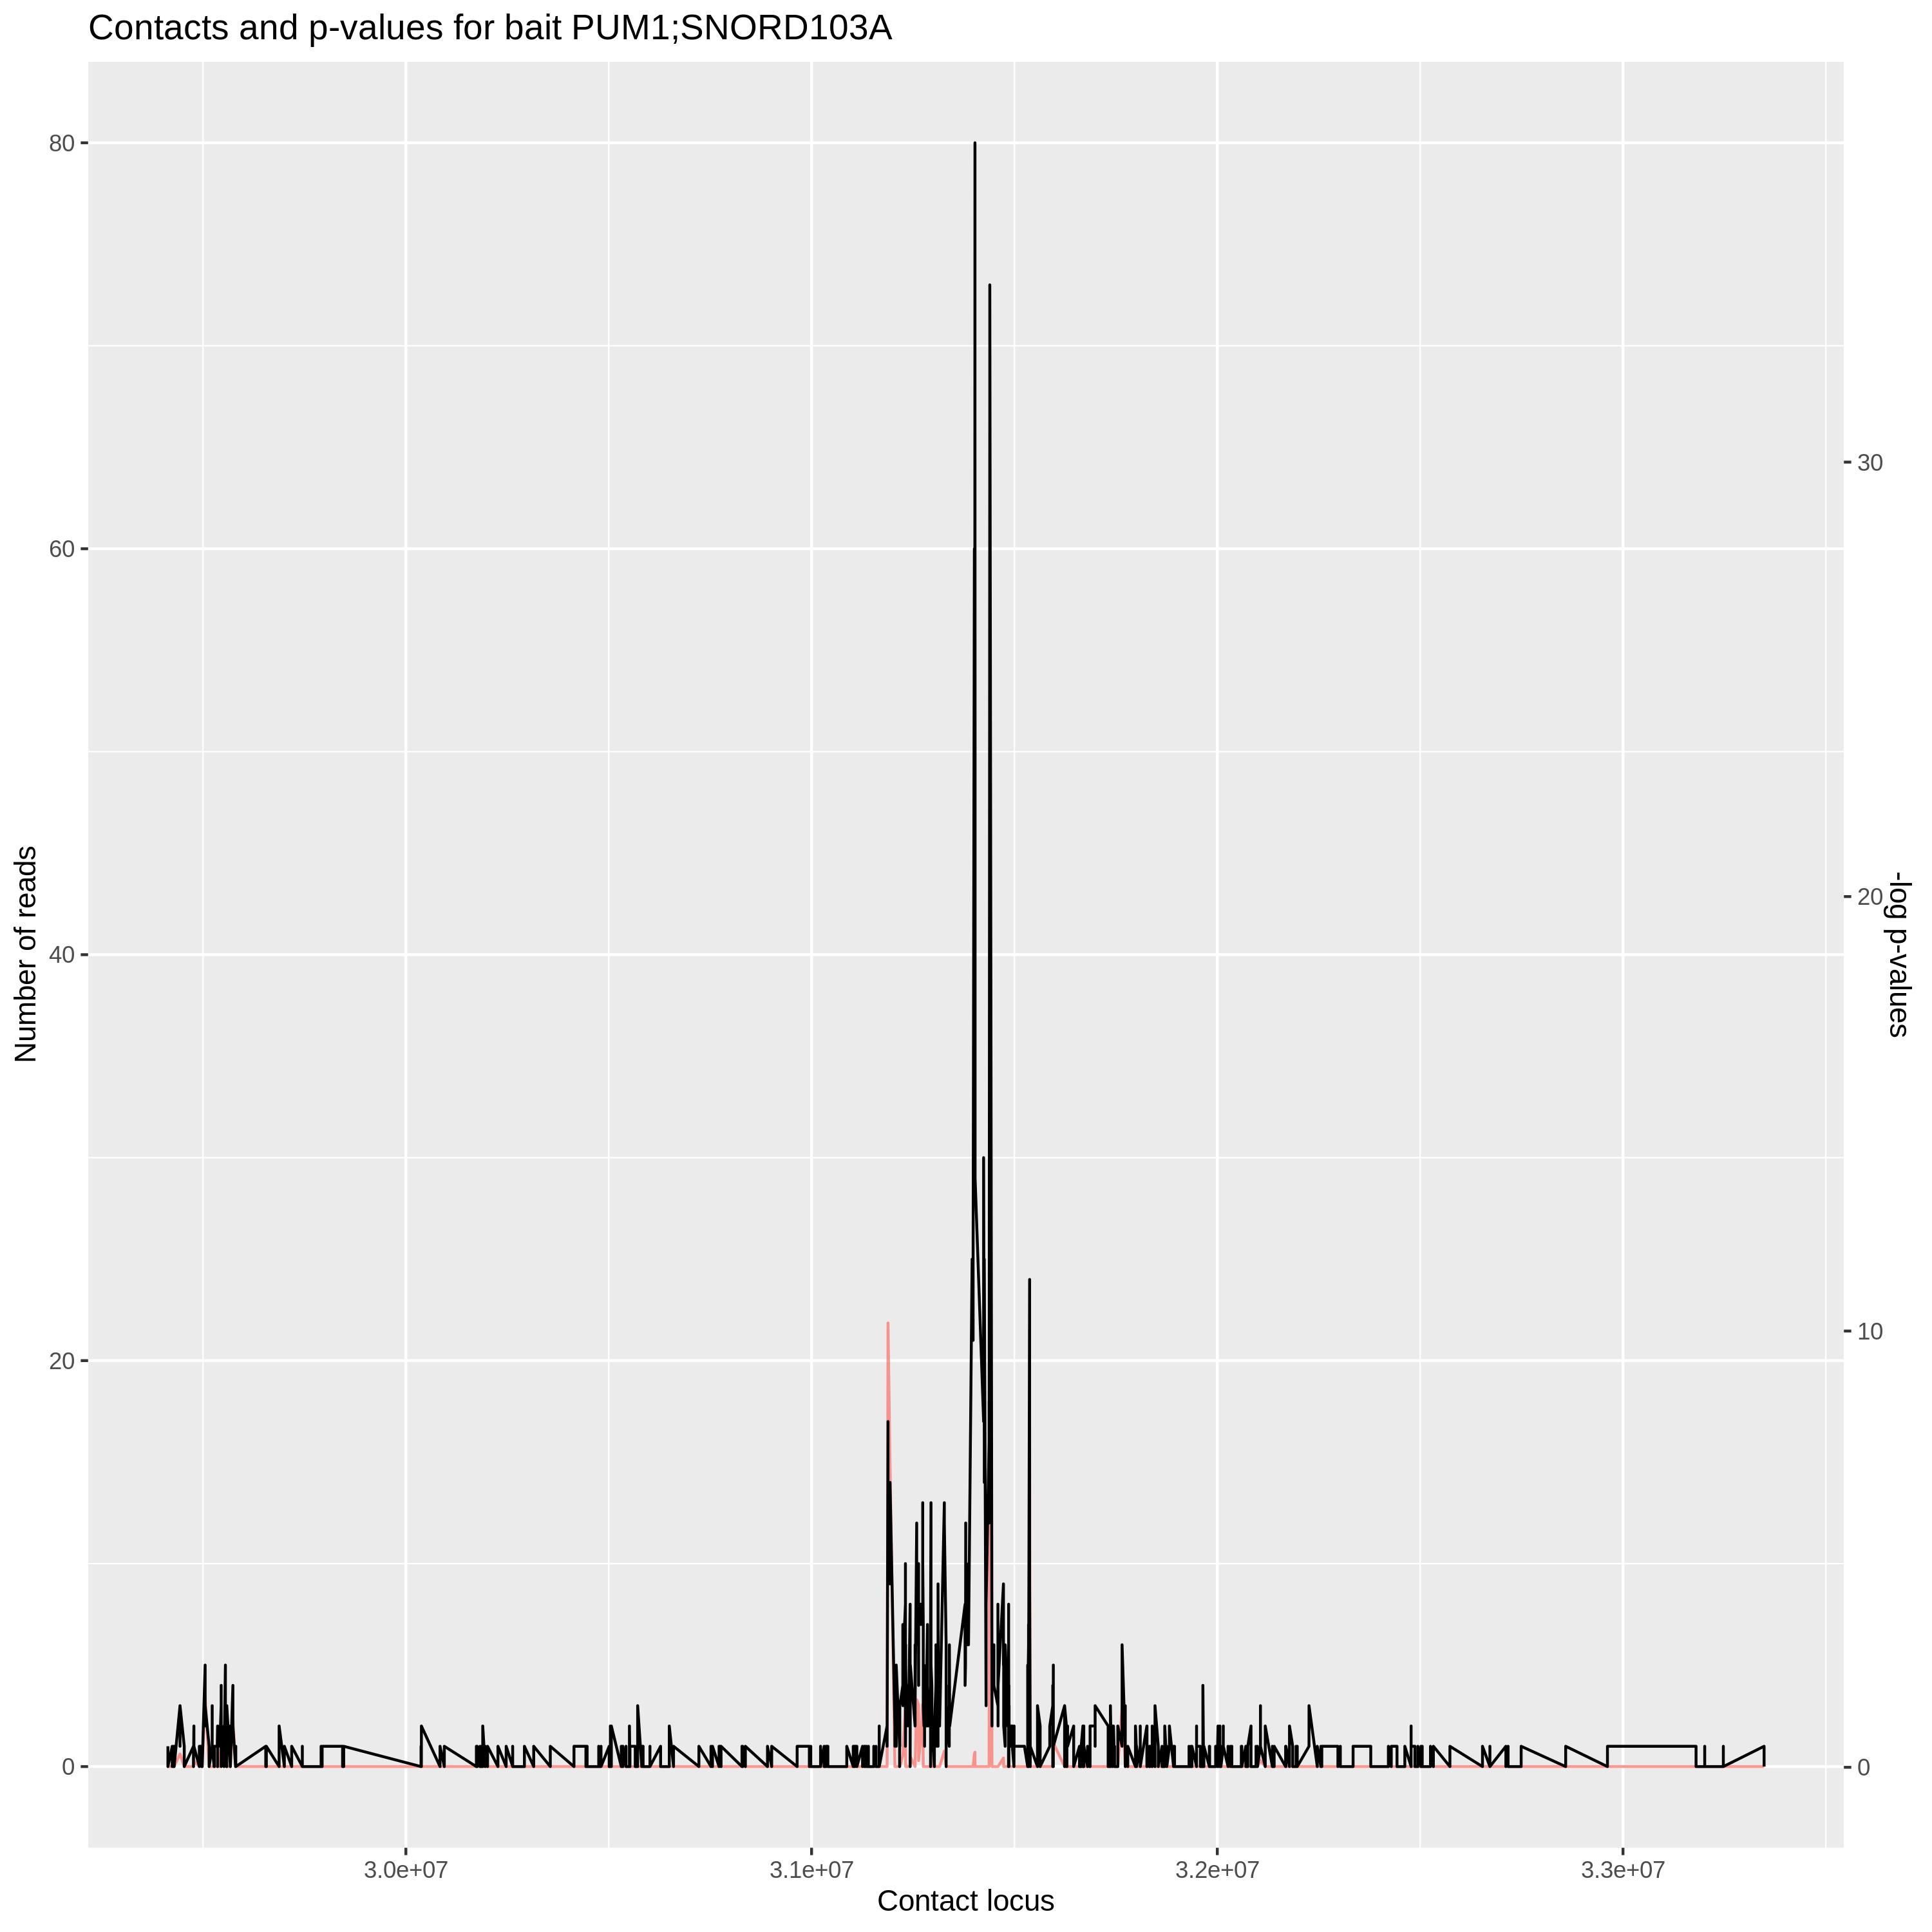 Contacts and p-values for bait PUM1;SNORD103A
80
60
40
20
0
Number of reads
30
20
10
0
-log p-values
3.0e+07
3.1e+07
3.2e+07
3.3e+07
Contact locus